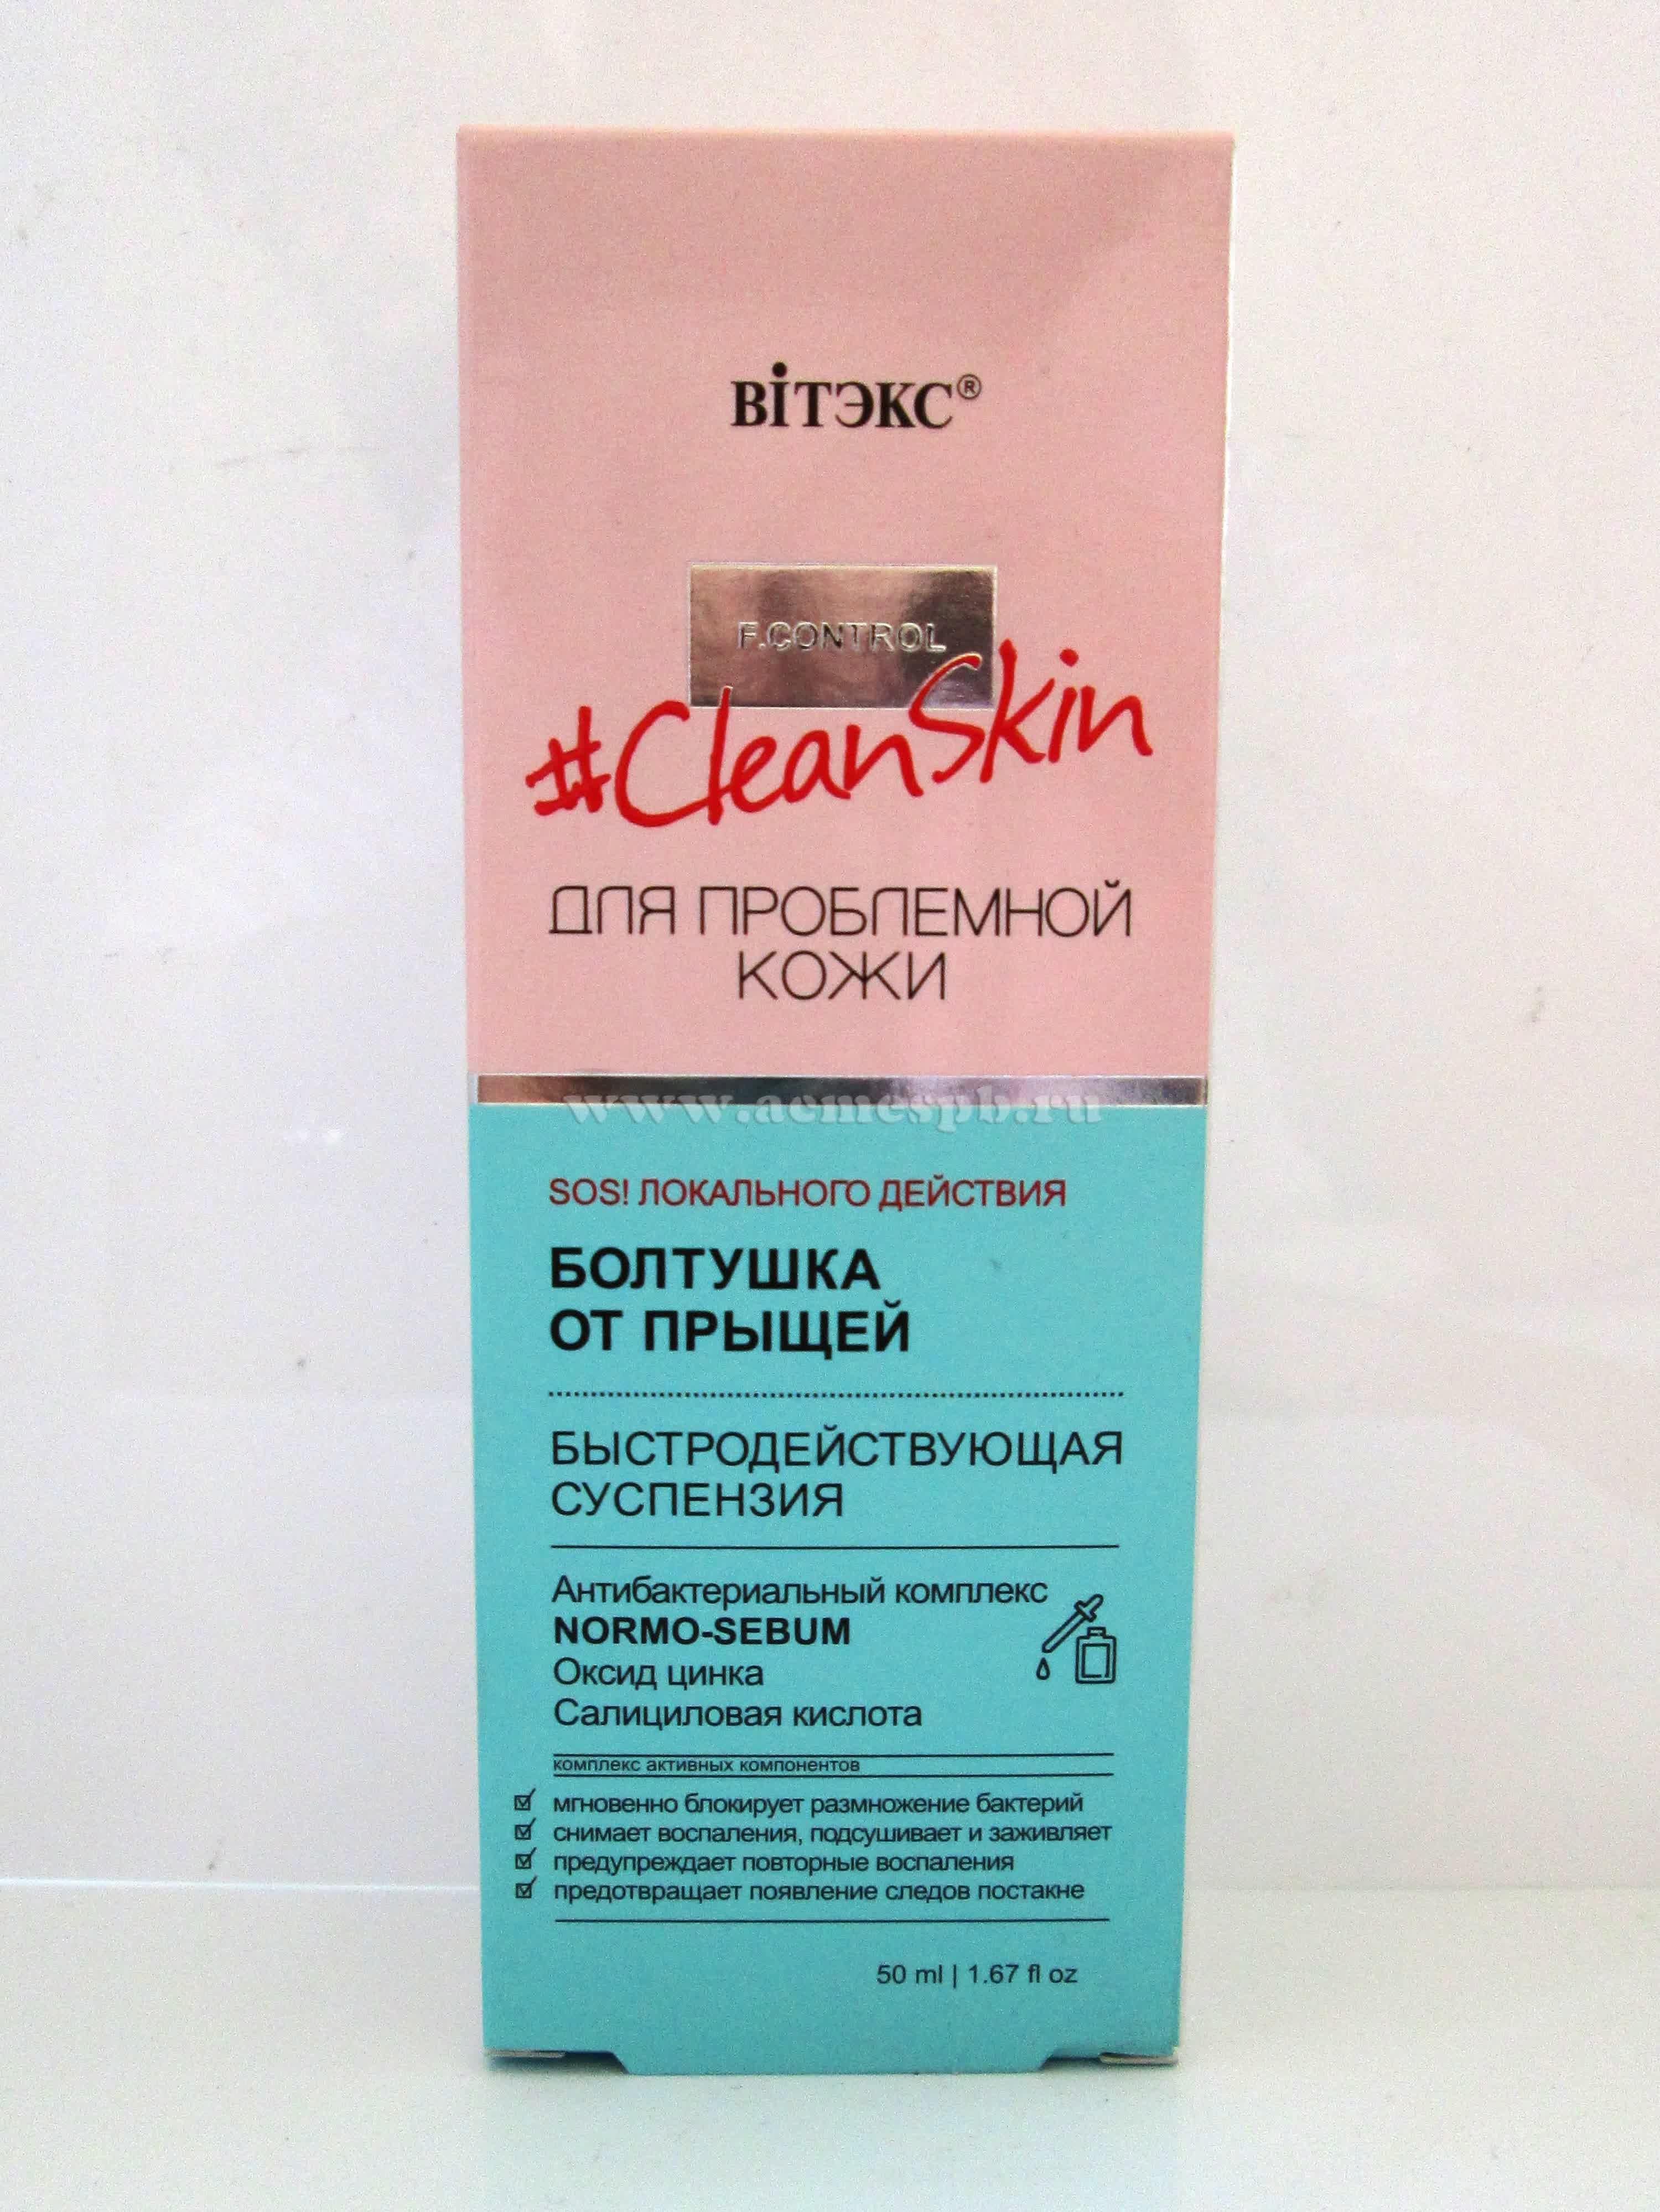 ВіТЭКС®
F.CONTROL
#CleanSkin
ДЛЯ ПРОБЛЕМНОЙ
КОЖИ
www.acmespb.ru
SOS! ЛОКАЛЬНОГО ДЕЙСТВИЯ
БОЛТУШКА
ОТ ПРЫЩЕЙ
БЫСТРОДЕЙСТВУЮЩАЯ
СУСПЕНЗИЯ
Антибактериальный комплекс
NORMO-SEBUM
Оксид цинка
Салициловая кислота
комплекс активных компонентов
мгновенно блокирует размножение бактерий
снимает воспаления, подсушивает и заживляет
предупреждает повторные воспаления
предотвращает появление следов постакне
50 ml | 1.67 fl oz